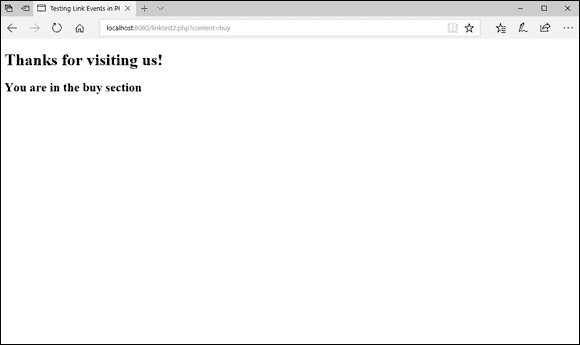 Testing Link Events in PH
localhost:8080/linktest2.php?content=buy
Thanks for visiting us!
You are in the buy section